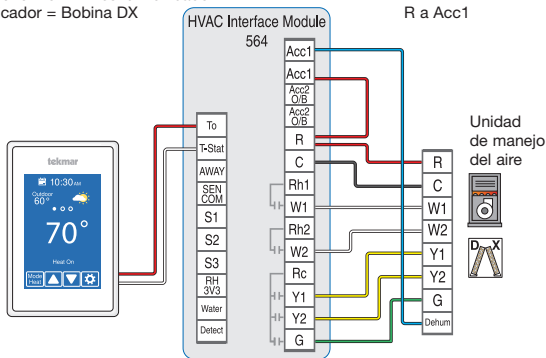 cador = Bobina DX
HVAC Interface Module
564
R a Acc1
Acc1
Acc1
Acc2
O/B
Acc2
O/B
R
C
Rh1
W1
Rh2
W2
Rc
Y1
Y2
G
To
T-Stat
AWAY
SEN
COM
S1
S2
S3
RH
3V3
Water
Detect
tekmar
10:30 AM
Outdoor
60°
70°
Heat On
Mode
Heat
Unidad
de manejo
del aire
R
C
W1
W2
Y1
Y2
G
Dehum
D X